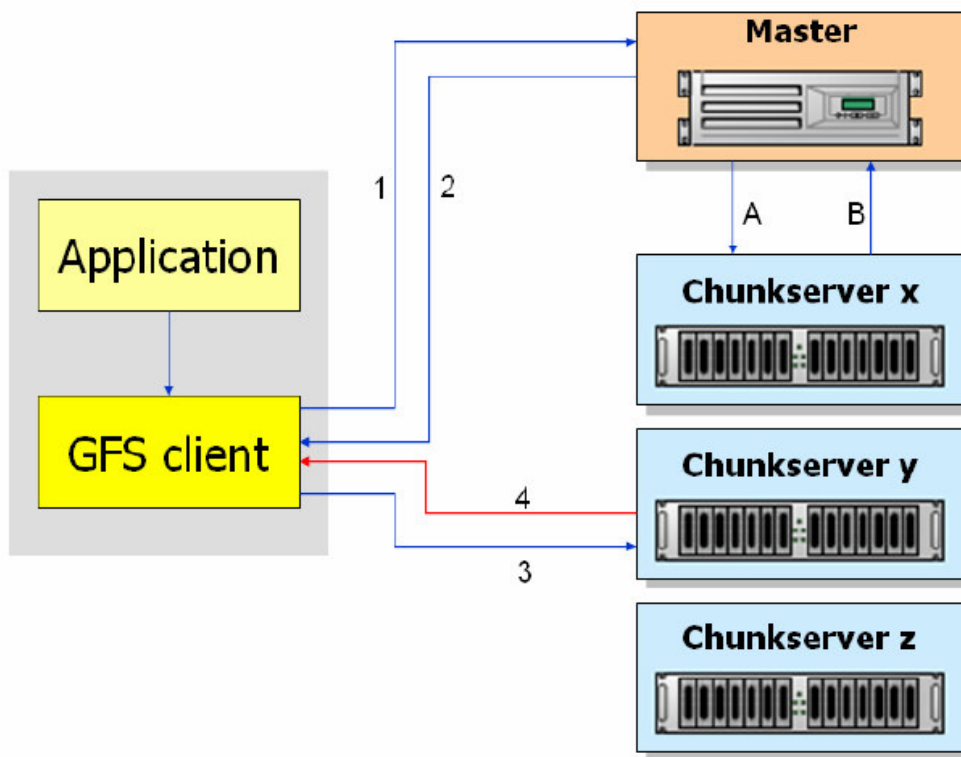 Master
1
2
A
B
Application
Chunkserver x
GFS client
Chunkserver y
4
3
Chunkserver z